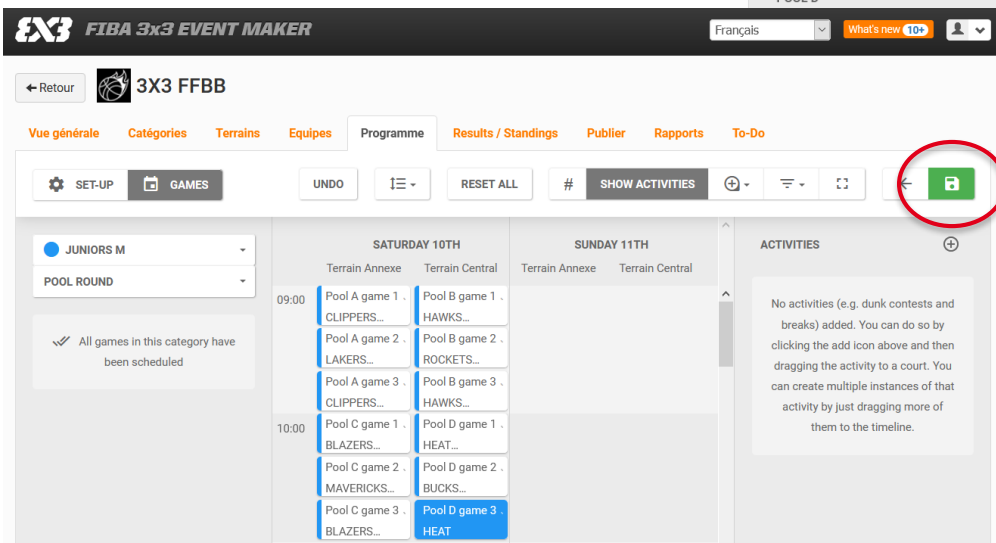 POOL D
EX3 FIBA 3x3 EVENT MAKER
Français
What's new 10+
Retour
3X3 FFBB
Vue générale Catégories Terrains Equipes Programme Results / Standings Publier Rapports To-Do
SET-UP GAMES UNDO RESET ALL # SHOW ACTIVITIES
JUNIORS M
POOL ROUND
All games in this category have
been scheduled
SATURDAY 10TH SUNDAY 11TH
Terrain Annexe Terrain Central Terrain Annexe Terrain Central
09:00 Pool A game 1 . Pool B game 1 .
CLIPPERS... HAWKS...
Pool A game 2 . Pool B game 2 .
LAKERS... ROCKETS...
Pool A game 3 . Pool B game 3 .
CLIPPERS... HAWKS...
10:00 Pool C game 1 . Pool D game 1 .
BLAZERS... HEAT...
Pool C game 2 . Pool D game 2 .
MAVERICKS... BUCKS...
Pool C game 3 . Pool D game 3 .
BLAZERS... HEAT
ACTIVITIES
No activities (e.g. dunk contests and
breaks) added. You can do so by
clicking the add icon above and then
dragging the activity to a court. You
can create multiple instances of that
activity by just dragging more of
them to the timeline.